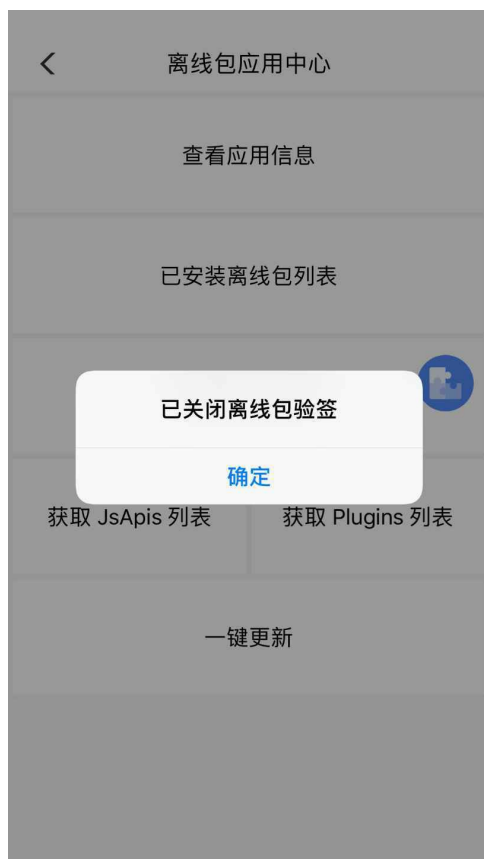 离线包应用中心
查看应用信息
已安装离线包列表
已关闭离线包验签
确定
获取 JsApis 列表
获取 Plugins 列表
一键更新